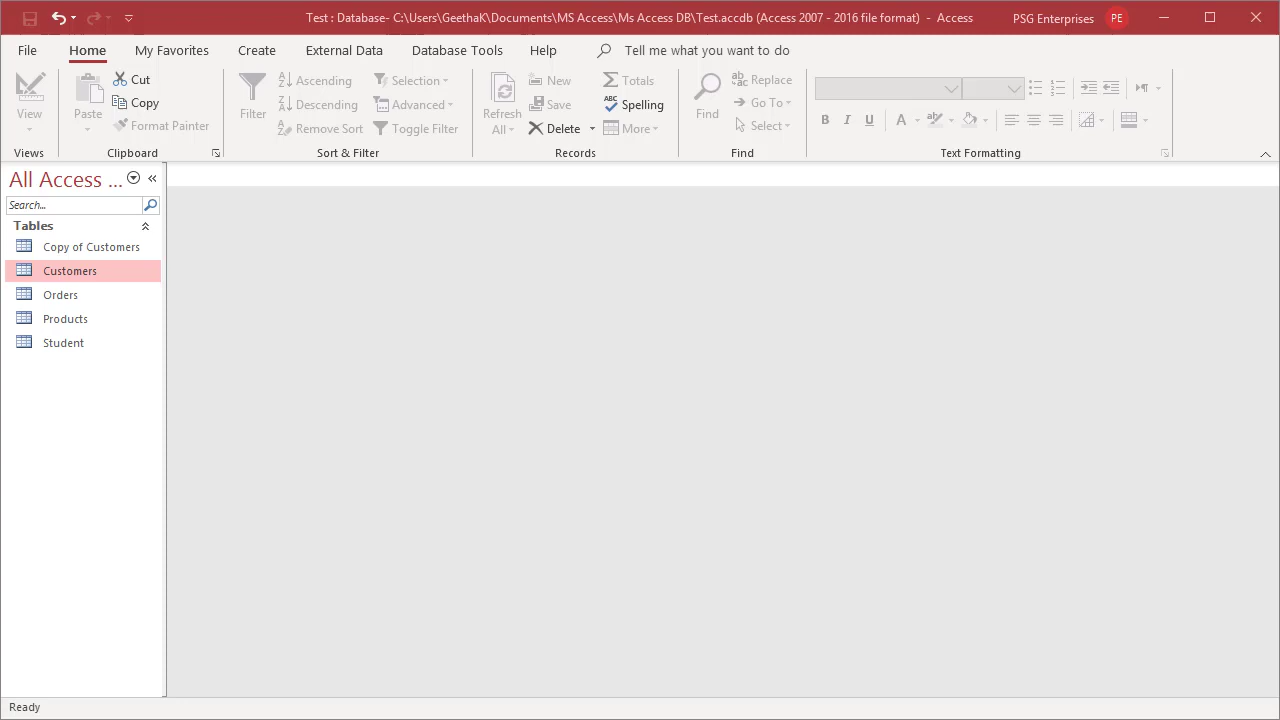 Test : Database- C:\Users\GeethaK\Documents\MS Access\Ms Access DB\Test.accdb (Access 2007 - 2016 file format) - Access
PSG Enterprises
PE
File Home My Favorites Create External Data Database Tools Help Tell me what you want to do
View
Views
Paste
Cut
Copy
Format Painter
Clipboard
Filter
Ascending
Descending
Remove Sort
Selection
Advanced
Toggle Filter
Sort & Filter
Refresh
All
New
Save
Delete
Totals
Spelling
More
Records
Find
Replace
Go To
Select
Find
B I U A
Text Formatting
All Access ...
Search...
Tables
Copy of Customers
Customers
Orders
Products
Student
Ready